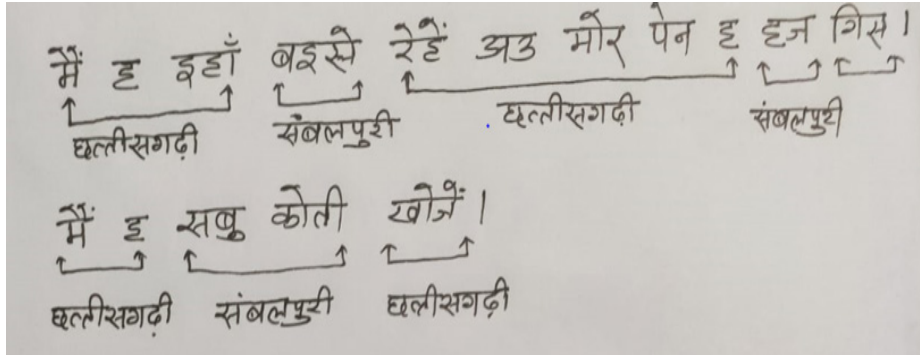 मैं ह इहाँ बइसे रेहें अउ मोर पेन ह हज गिस।
छत्तीसगढ़ी संबलपुरी छत्तीसगढ़ी संबलपुरी
मैं ह सबु कोती खोजें।
छत्तीसगढ़ी संबलपुरी छत्तीसगढ़ी